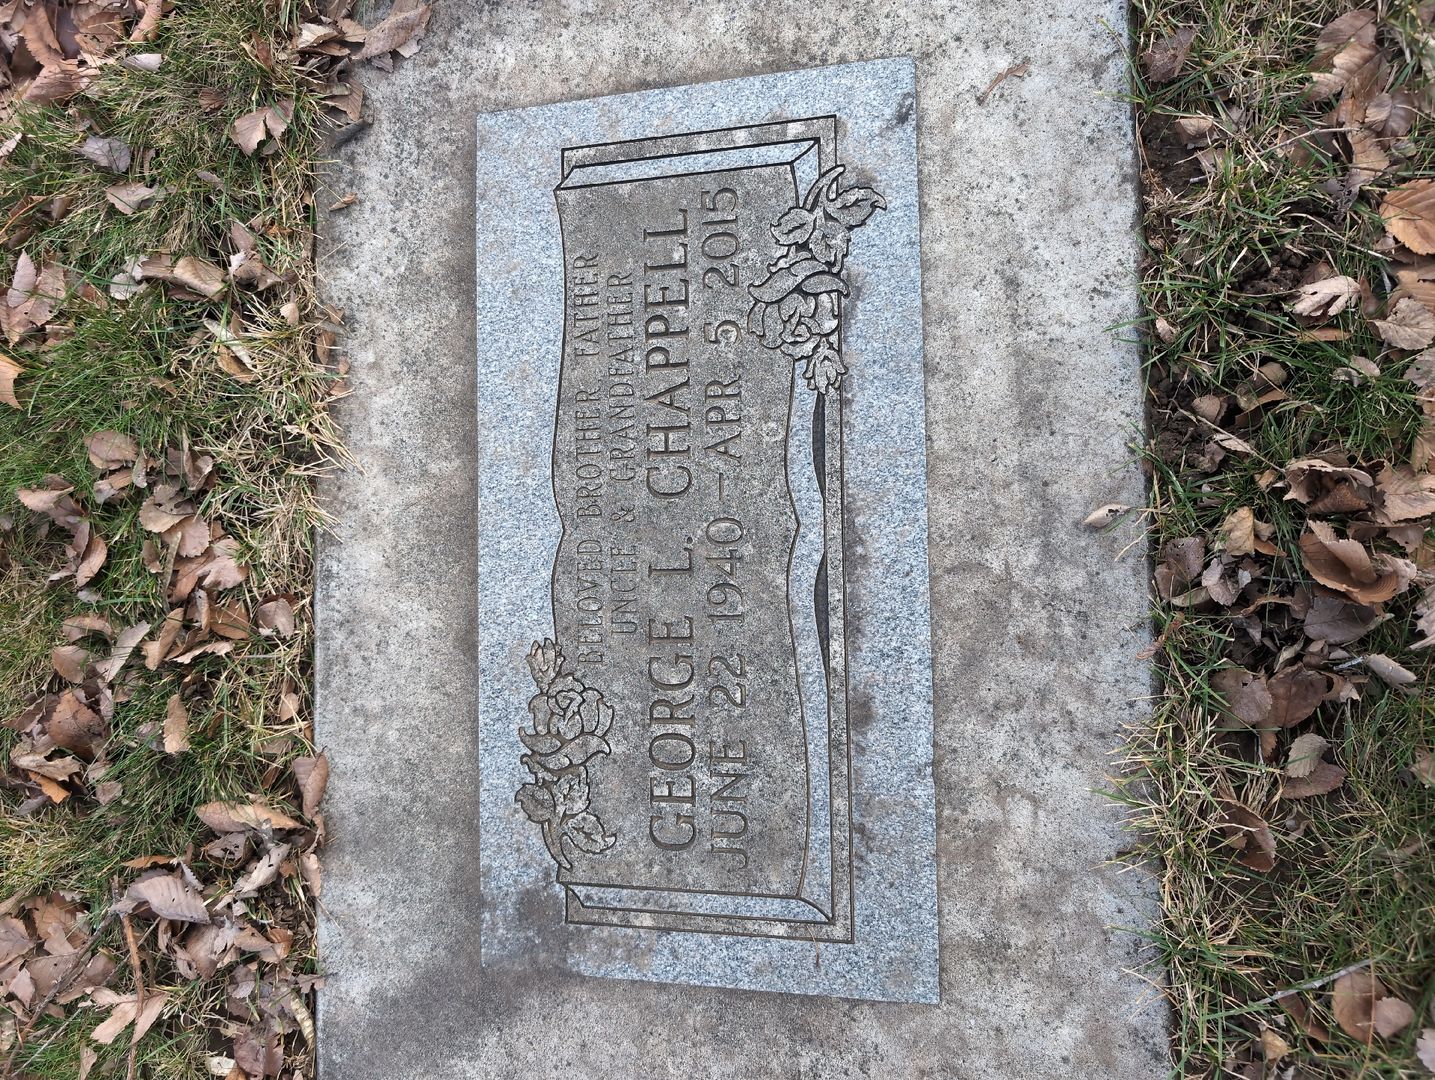 BELOVED BROTHER FATHER
UNCLE & GRANDFATHER
GEORGE L. CHAPPELL
JUNE 22 1940—APR 5 2015